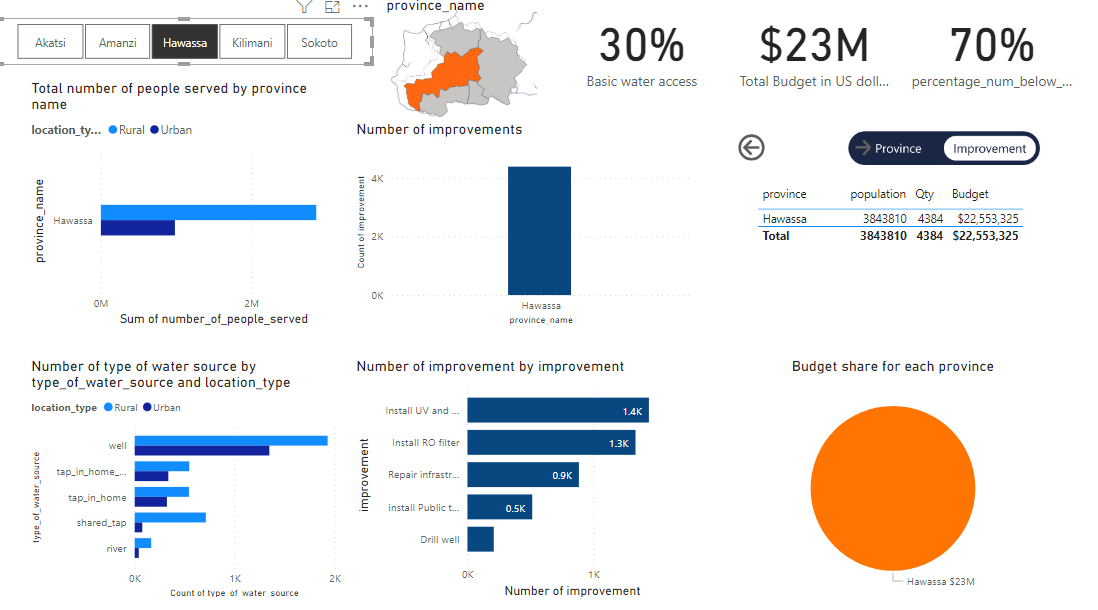 province_name
Akatsi Amanzi Hawassa Kilimani Sokoto
30%
Basic water access
$23M
Total Budget in US doll...
70%
percentage_num_below_...
Total number of people served by province
name
location_ty... Rural Urban
province_name
Hawassa
0M 2M
Sum of number_of_people_served
Number of improvements
Count of improvement
4K
2K
0K
Hawassa
province_name
Province Improvement
province population Qty Budget
Hawassa 3843810 4384 $22,553,325
Total 3843810 4384 $22,553,325
Number of type of water source by
type_of_water_source and location_type
location_type Rural Urban
type_of_water_source
well
tap_in_home_...
tap_in_home
shared_tap
river
0K 1K 2K
Count of type_of_water_source
Number of improvement by improvement
improvement
Install UV and ... 1.4K
Install RO filter 1.3K
Repair infrastr... 0.9K
install Public t... 0.5K
Drill well
0K 1K
Number of improvement
Budget share for each province
Hawassa $23M